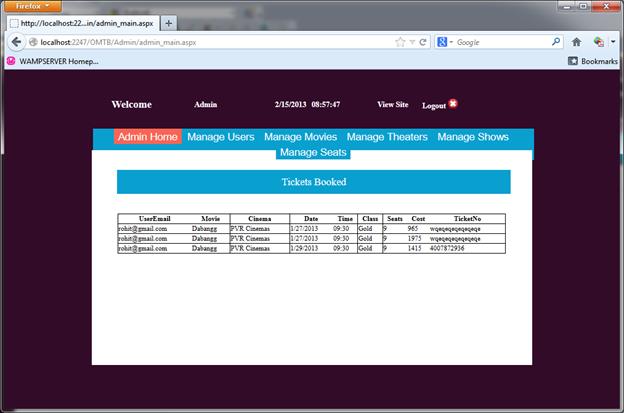 Firefox
http://localhost:22...in/admin_main.aspx
localhost:2247/OMTB/Admin/admin_main.aspx
Google
WAMPSERVER Homep...
Bookmarks
Welcome Admin 2/15/2013 08:57:47 View Site Logout
Admin Home Manage Users Manage Movies Manage Theaters Manage Shows
Manage Seats
Tickets Booked
UserEmail Movie Cinema Date Time Class Seats Cost TicketNo
rohit@gmail.com Dabangg PVR Cinemas 1/27/2013 09:30 Gold 9 965 wqeqeqeqeqeqeqe
rohit@gmail.com Dabangg PVR Cinemas 1/27/2013 09:30 Gold 9 1975 wqeqeqeqeqeqeqe
rohit@gmail.com Dabangg PVR Cinemas 1/29/2013 09:30 Gold 9 1415 4007872936